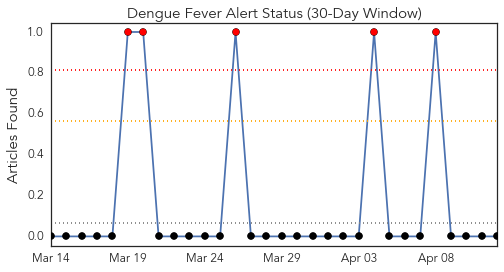 Dengue Fever Alert Status (30-Day Window)
Articles Found
1.0
0.8
0.6
0.4
0.2
0.0
Mar 14 Mar 19 Mar 24 Mar 29 Apr 03 Apr 08